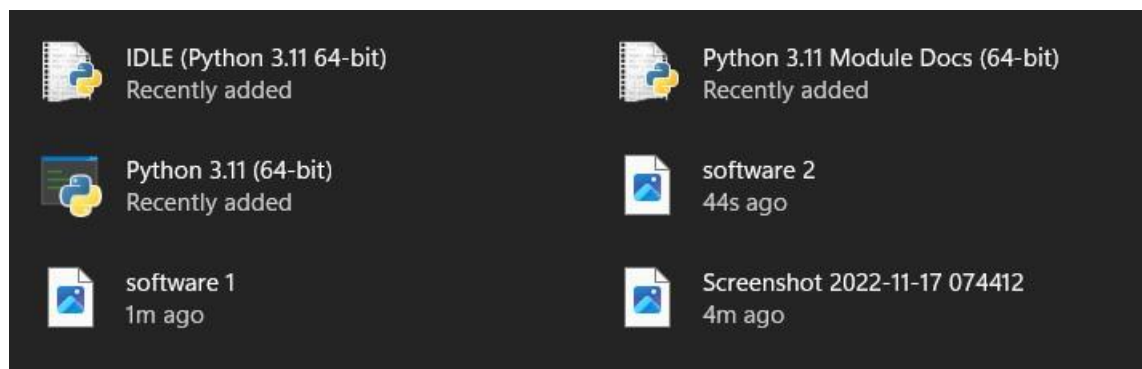 IDLE (Python 3.11 64-bit)
Recently added
Python 3.11 Module Docs (64-bit)
Recently added
Python 3.11 (64-bit)
Recently added
software 2
44s ago
software 1
1m ago
Screenshot 2022-11-17 074412
4m ago